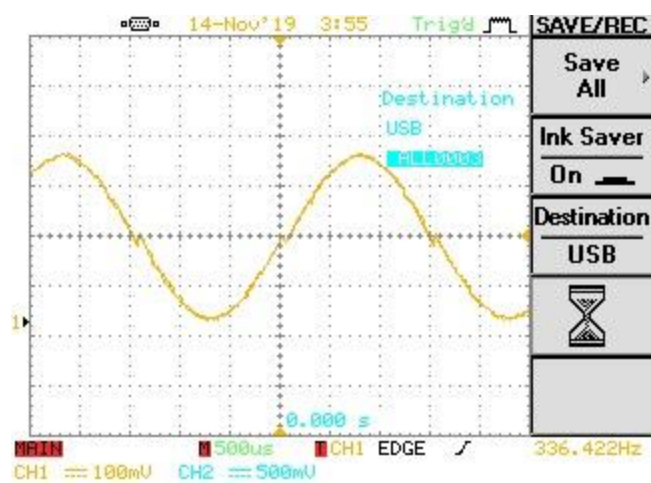 14-Nov'19 3:55 Trig'd SAVE/REC
Save
All
Destination
USB
ALL0003
Ink Saver
On
Destination
USB
1
0.000 s
MAIN M 500us T CH1 EDGE 336.422Hz
CH1 100mV CH2 500mV